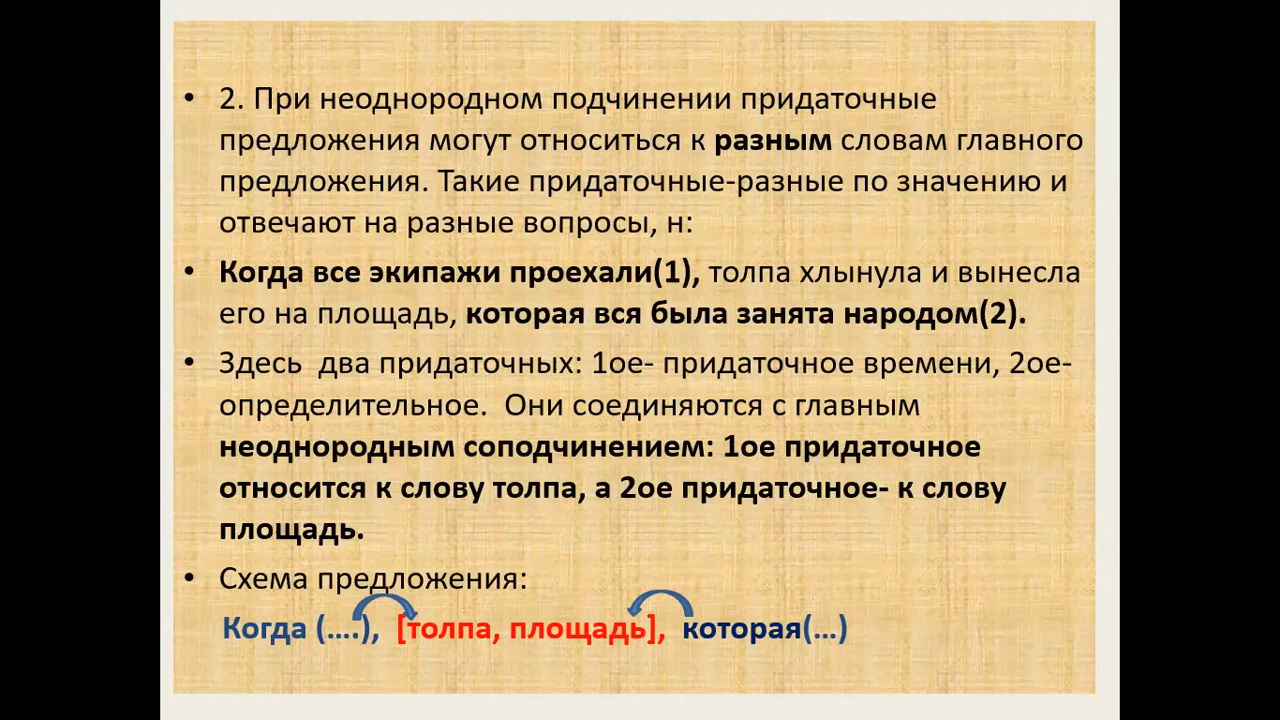 • 2. При неоднородном подчинении придаточные
предложения могут относиться к разным словам главного
предложения. Такие придаточные-разные по значению и
отвечают на разные вопросы, н:
• Когда все экипажи проехали(1), толпа хлынула и вынесла
его на площадь, которая вся была занята народом(2).
• Здесь два придаточных: 1ое- придаточное времени, 2ое-
определительное. Они соединяются с главным
неоднородным соподчинением: 1ое придаточное
относится к слову толпа, а 2ое придаточное- к слову
площадь.
• Схема предложения:
Когда (....), [толпа, площадь], которая(...)